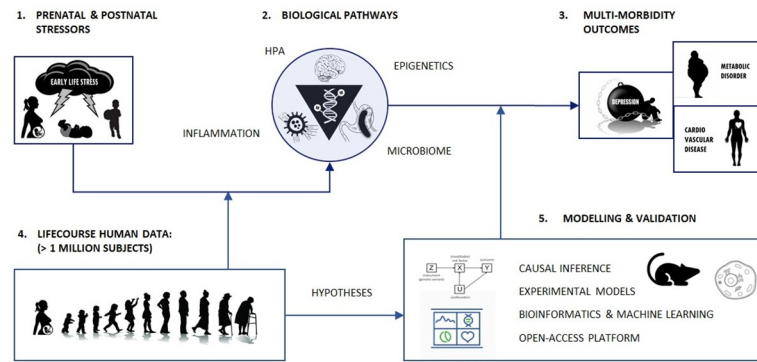 1. PRENATAL & POSTNATAL
STRESSORS
EARLY LIFE STRESS
2. BIOLOGICAL PATHWAYS
HPA
EPIGENETICS
INFLAMMATION
MICROBIOME
3. MULTI-MORBIDITY
OUTCOMES
DEPRESSION
METABOLIC
DISORDER
CARDIO
VASCULAR
DISEASE
4. LIFECOURSE HUMAN DATA:
(> 1 MILLION SUBJECTS)
HYPOTHESES
5. MODELLING & VALIDATION
Z
X
Y
U
CAUSAL INFERENCE
EXPERIMENTAL MODELS
BIOINFORMATICS & MACHINE LEARNING
OPEN-ACCESS PLATFORM